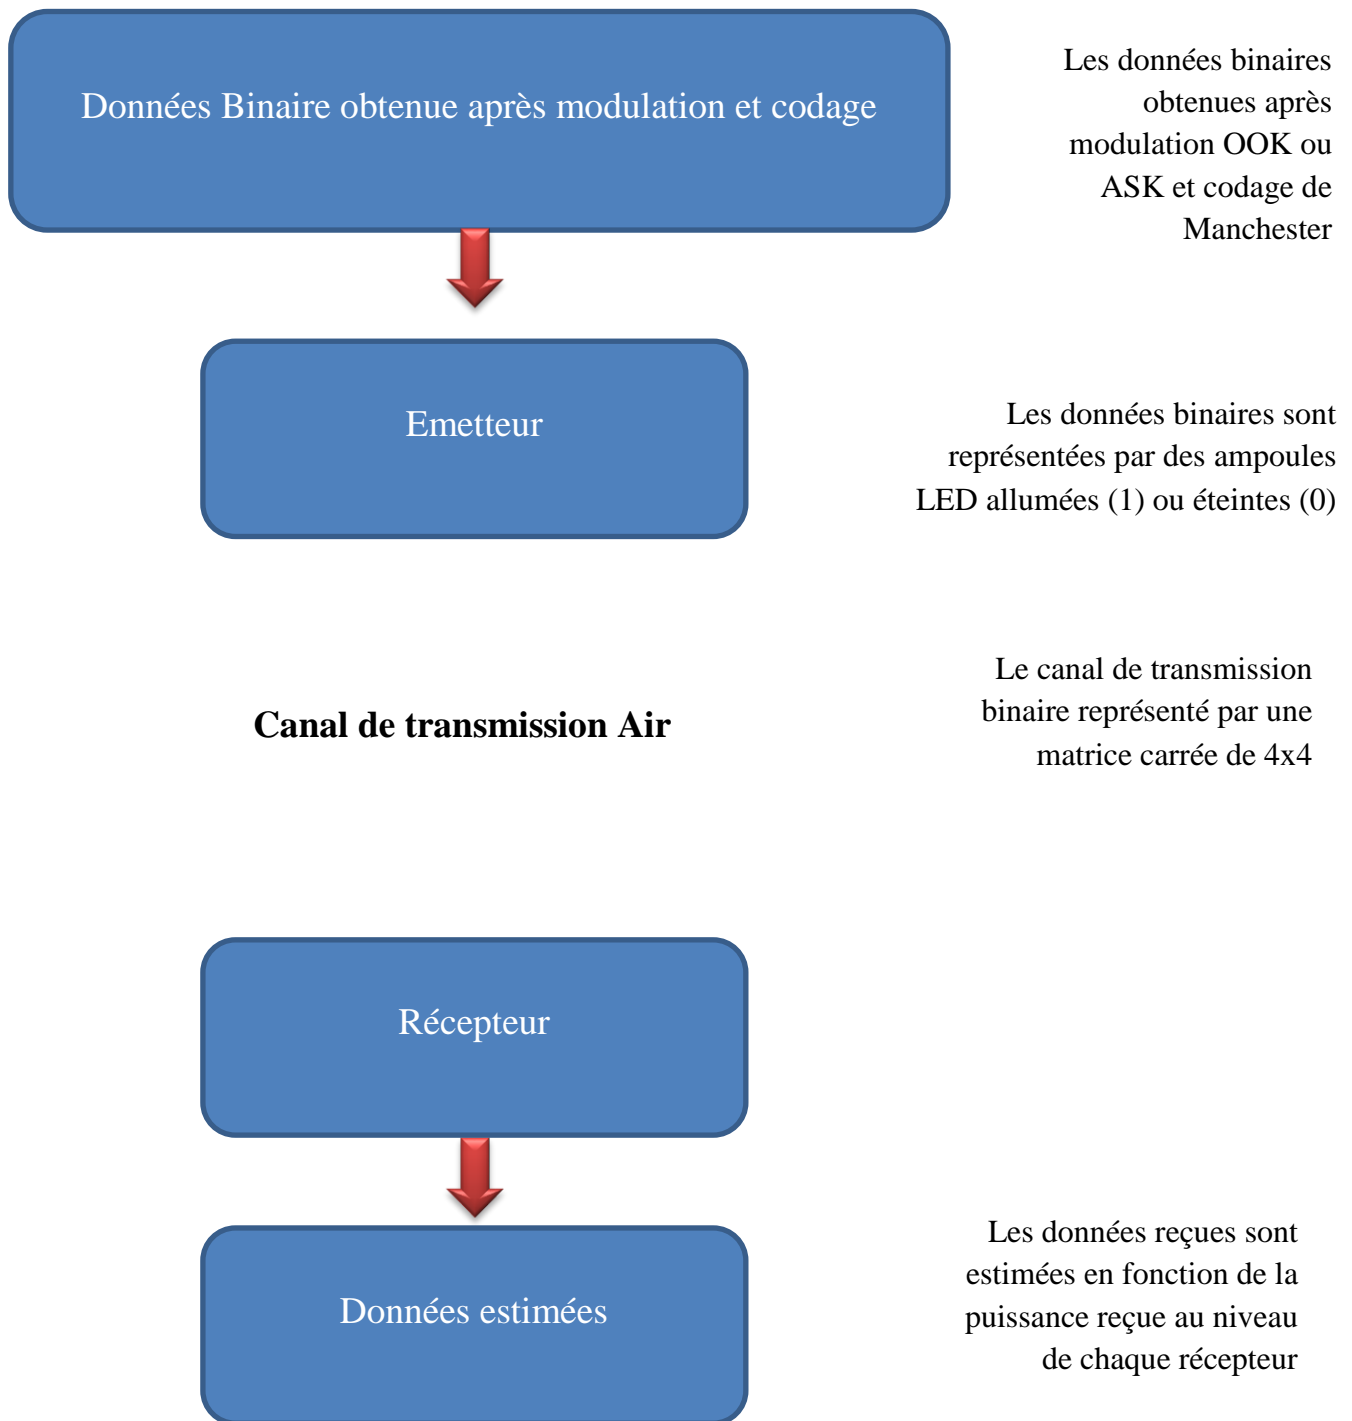 Données Binaire obtenue après modulation et codage
Les données binaires
obtenues après
modulation OOK ou
ASK et codage de
Manchester
Emetteur
Les données binaires sont
représentées par des ampoules
LED allumées (1) ou éteintes (0)
Canal de transmission Air
Le canal de transmission
binaire représenté par une
matrice carrée de 4x4
Récepteur
Données estimées
Les données reçues sont
estimées en fonction de la
puissance reçue au niveau
de chaque récepteur